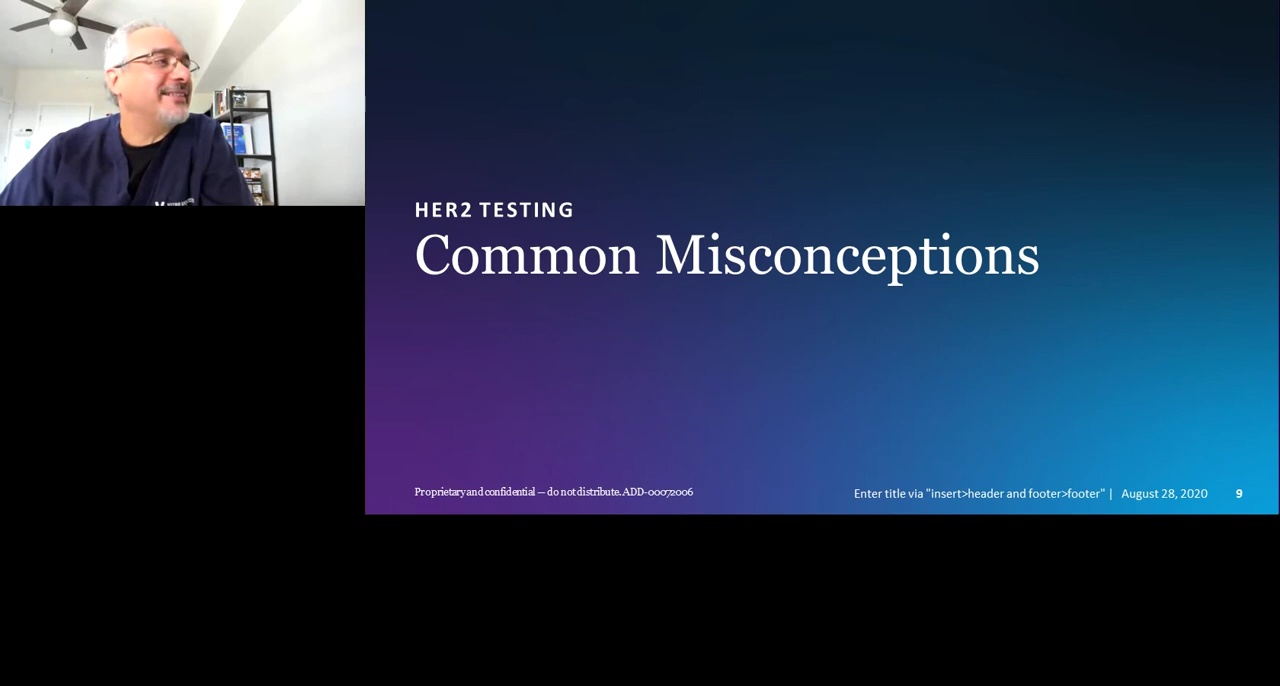 HER2 TESTING
Common Misconceptions
Proprietary and confidential — do not distribute. ADD-00072006
Enter title via "insert>header and footer>footer" | August 28, 2020 9